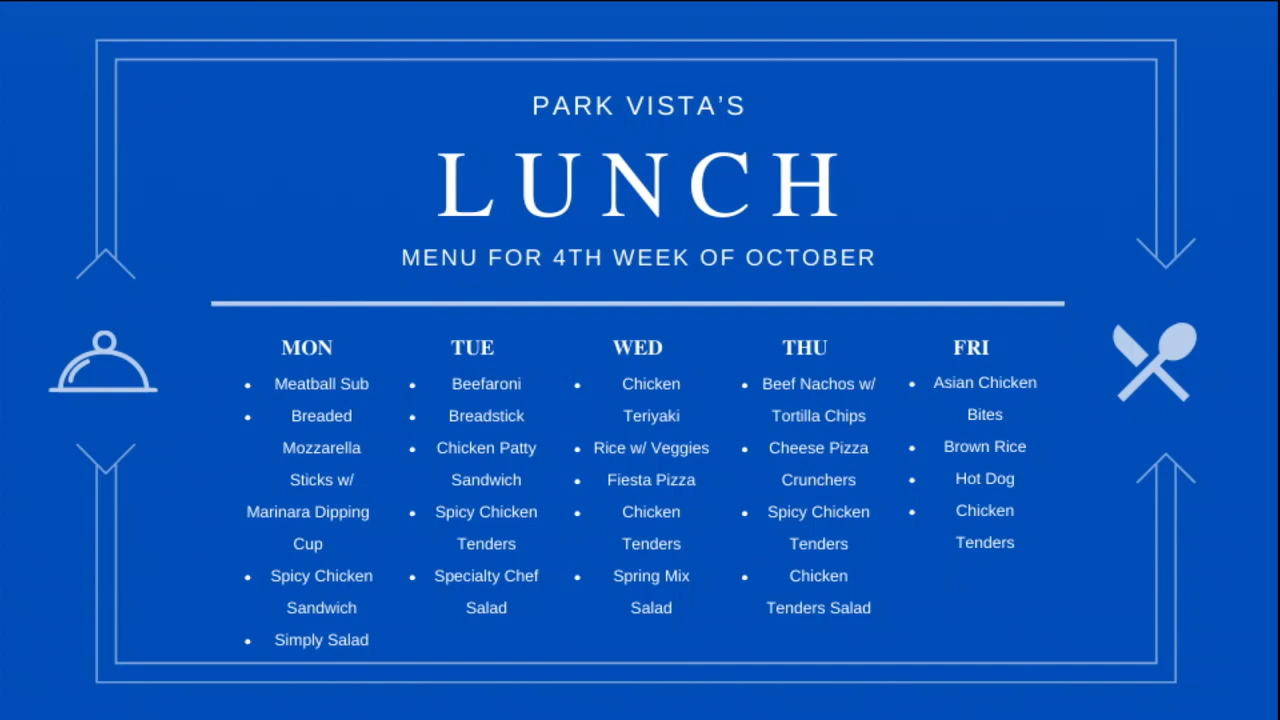 PARK VISTA’S
LUNCH
MENU FOR 4TH WEEK OF OCTOBER
MON
• Meatball Sub
• Breaded
Mozzarella
Sticks w/
Marinara Dipping
Cup
• Spicy Chicken
Sandwich
• Simply Salad
TUE
• Beefaroni
• Breadstick
• Chicken Patty
Sandwich
• Spicy Chicken
Tenders
• Specialty Chef
Salad
WED
• Chicken
Teriyaki
• Rice w/ Veggies
• Fiesta Pizza
• Chicken
Tenders
• Spring Mix
Salad
THU
• Beef Nachos w/
Tortilla Chips
• Cheese Pizza
Crunchers
• Spicy Chicken
Tenders
• Chicken
Tenders Salad
FRI
• Asian Chicken
Bites
• Brown Rice
• Hot Dog
• Chicken
Tenders